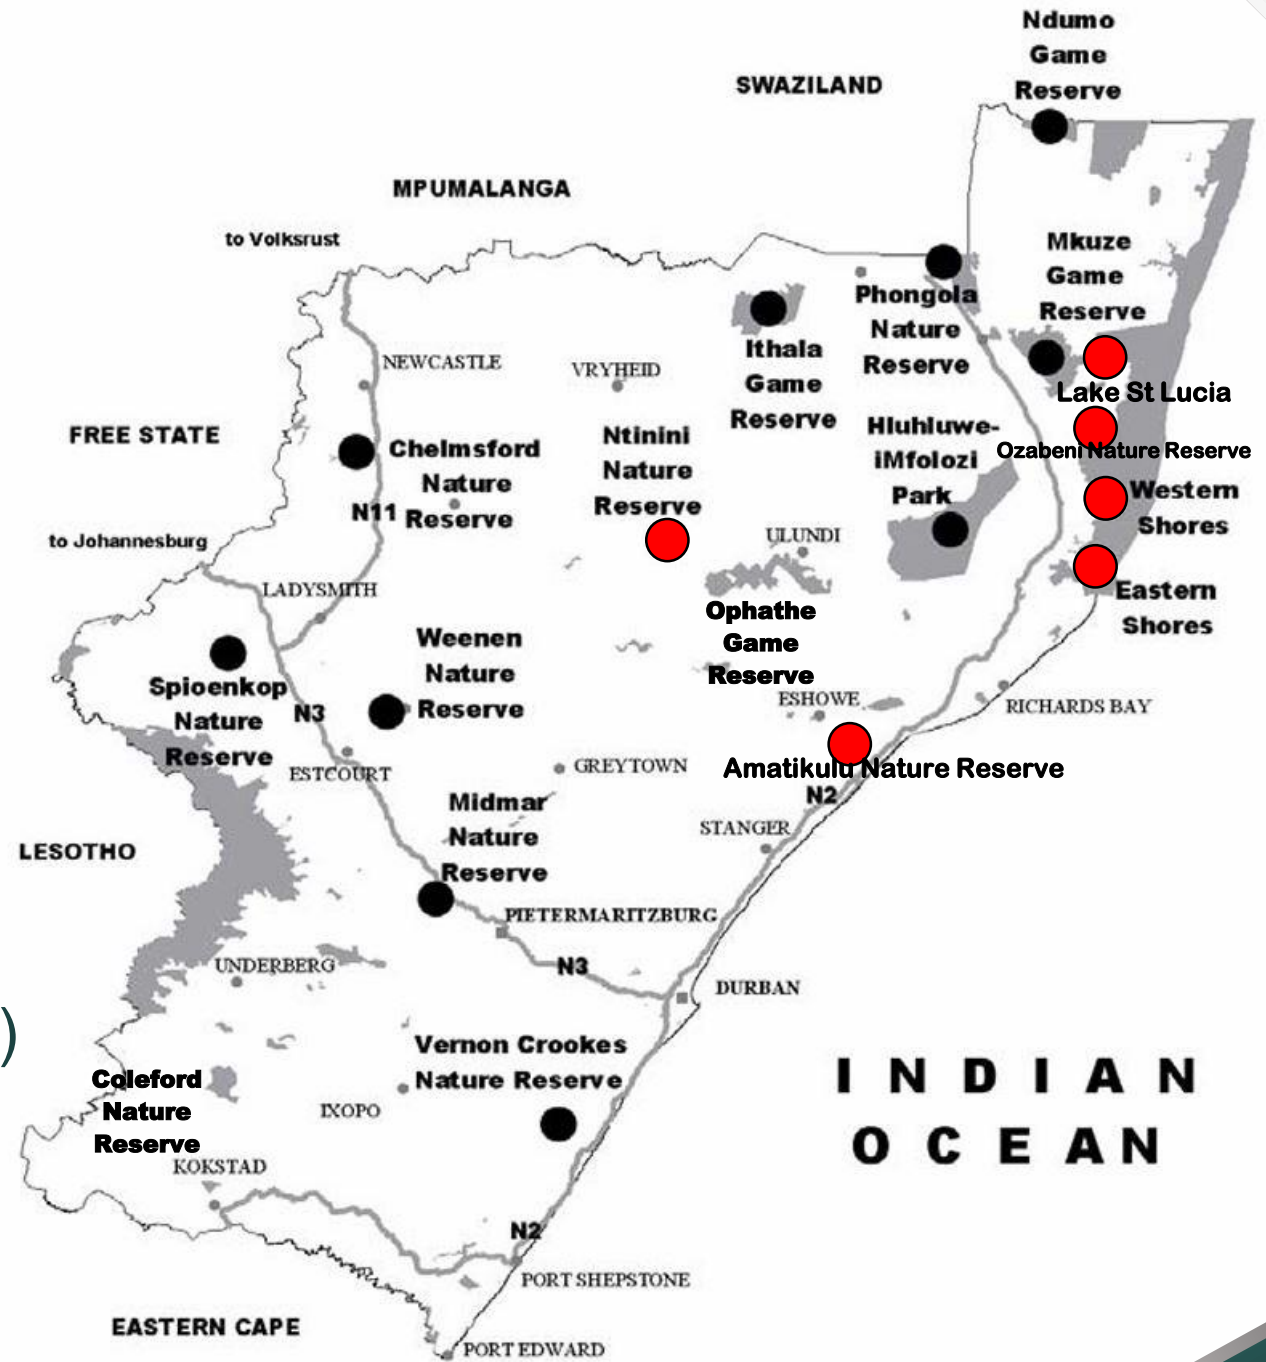 Ndumo
Game
Reserve
SWAZILAND
MPUMALANGA
to Volksrust
Mkuze
Game
Reserve
Phongola
Nature
Reserve
Ithala
Game
Reserve
NEWCASTLE
VRYHEID
Lake St Lucia
FREE STATE
Chelmsford
Nature
Reserve
N11
Ntinini
Nature
Reserve
Hluhluwe-
iMfolozi
Park
Ozabeni Nature Reserve
Western
Shores
to Johannesburg
ULUNDI
LADYSMITH
Eastern
Shores
Ophathe
Game
Reserve
Weenen
Nature
Reserve
Spioenkop
Nature
Reserve
N3
ESHOWE
RICHARDS BAY
ESTCOURT
GREYTOWN
Amatikulu Nature Reserve
N2
Midmar
Nature
Reserve
STANGER
LESOTHO
PIETERMARITZBURG
UNDERBERG
N3
DURBAN
)
Vernon Crookes
Nature Reserve
INDIAN
OCEAN
Coleford
Nature
Reserve
IXOPO
KOKSTAD
N2
PORT SHEPSTONE
EASTERN CAPE
PORT EDWARD